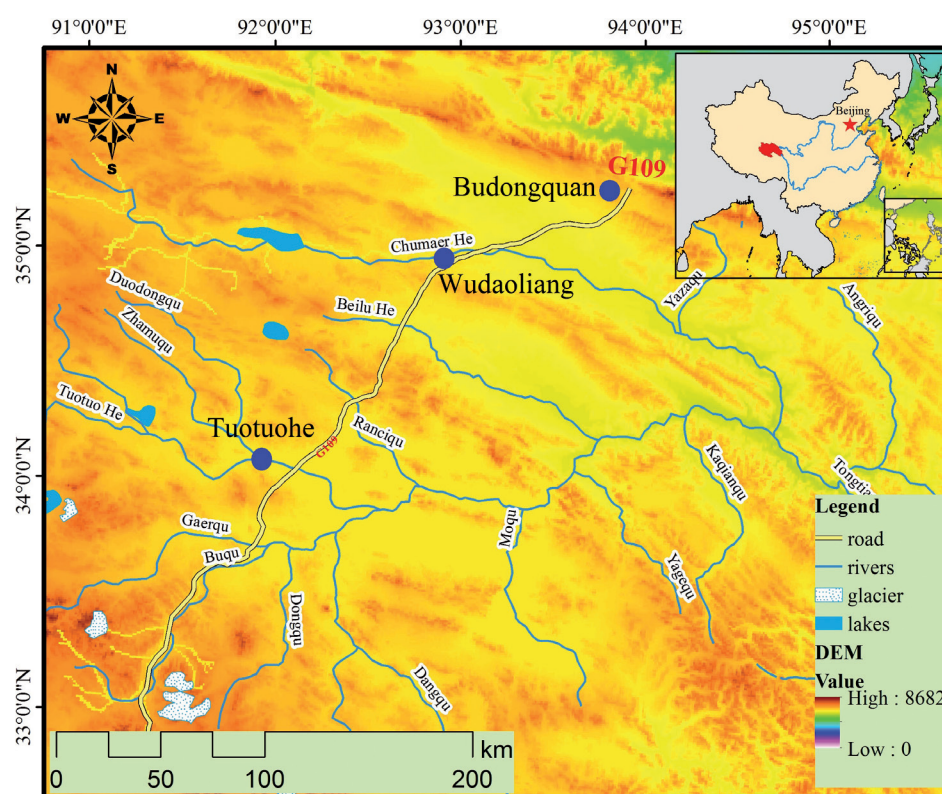 91°0'0"E
92°0'0"E
93°0'0"E
94°0'0"E
95°0'0"E
N
W
E
S
Beijing
G109
Budongquan
35°0'0"N
Chumaer He
Wudaoliang
Duodongqu
Zhamuqu
Beilu He
Yazaqu
Angriqu
Tuotuo He
Tuotuohe
G109
Ranciqu
Kaqianqu
Tongtia
34°0'0"N
Gaerqu
Buqu
Moqu
Yagequ
Dongqu
Dangqu
33°0'0"N
Legend
road
rivers
glacier
lakes
DEM
Value
High : 8682
Low : 0
km
0
50
100
200